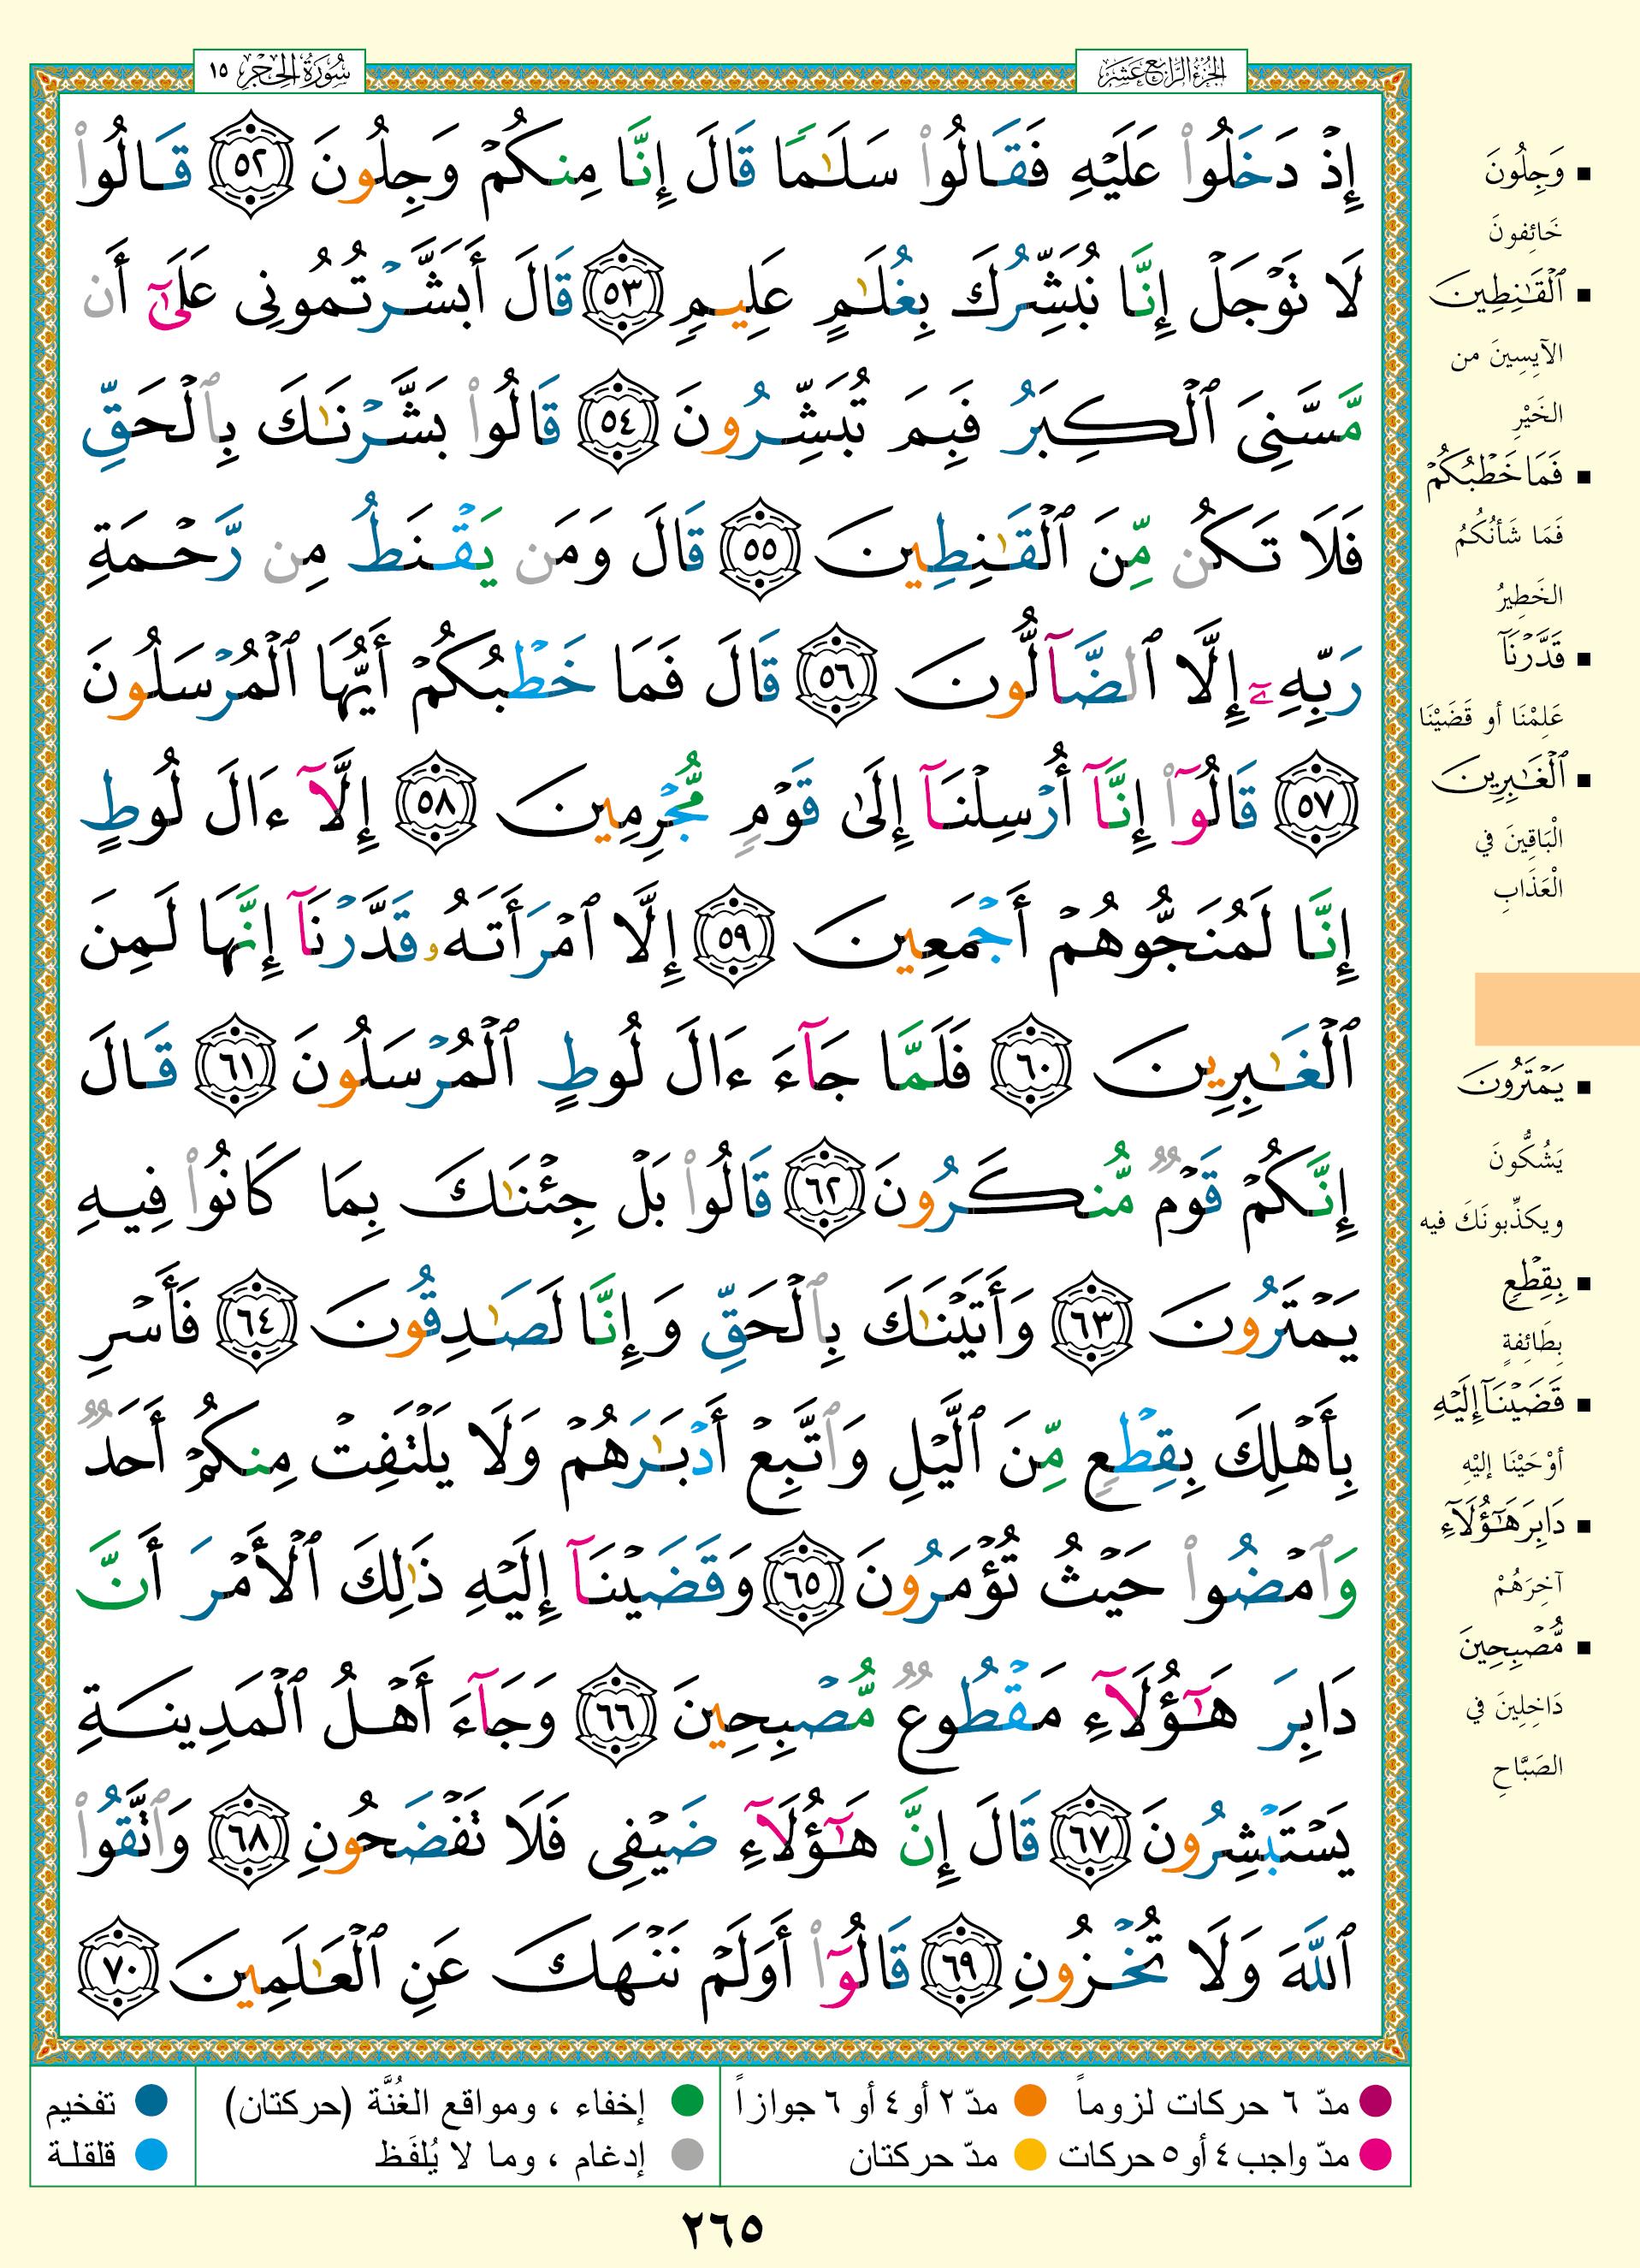 الجزء الرابع عشر
سورة الحجر ١٥
إِذۡ دَخَلُواْ عَلَيۡهِ فَقَالُواْ سَلَٰمٗا قَالَ إِنَّا مِنكُمۡ وَجِلُونَ ٥٢ قَالُواْ
لَا تَوۡجَلۡ إِنَّا نُبَشِّرُكَ بِغُلَٰمٍ عَلِيمٖ ٥٣ قَالَ أَبَشَّرۡتُمُونِي عَلَىٰٓ أَن
مَّسَّنِيَ ٱلۡكِبَرُ فَبِمَ تُبَشِّرُونَ ٥٤ قَالُواْ بَشَّرۡنَٰكَ بِٱلۡحَقِّ
فَلَا تَكُن مِّنَ ٱلۡقَٰنِطِينَ ٥٥ قَالَ وَمَن يَقۡنَطُ مِن رَّحۡمَةِ
رَبِّهِۦٓ إِلَّا ٱلضَّآلُّونَ ٥٦ قَالَ فَمَا خَطۡبُكُمۡ أَيُّهَا ٱلۡمُرۡسَلُونَ
٥٧ قَالُوٓاْ إِنَّآ أُرۡسِلۡنَآ إِلَىٰ قَوۡمٖ مُّجۡرِمِينَ ٥٨ إِلَّآ ءَالَ لُوطٍ
إِنَّا لَمُنَجُّوهُمۡ أَجۡمَعِينَ ٥٩ إِلَّا ٱمۡرَأَتَهُۥ قَدَّرۡنَآ إِنَّهَا لَمِنَ
ٱلۡغَٰبِرِينَ ٦٠ فَلَمَّا جَآءَ ءَالَ لُوطٍ ٱلۡمُرۡسَلُونَ ٦١ قَالَ
إِنَّكُمۡ قَوۡمٞ مُّنكَرُونَ ٦٢ قَالُواْ بَلۡ جِئۡنَٰكَ بِمَا كَانُواْ فِيهِ
يَمۡتَرُونَ ٦٣ وَأَتَيۡنَٰكَ بِٱلۡحَقِّ وَإِنَّا لَصَٰدِقُونَ ٦٤ فَأَسۡرِ
بِأَهۡلِكَ بِقِطۡعٖ مِّنَ ٱلَّيۡلِ وَٱتَّبِعۡ أَدۡبَٰرَهُمۡ وَلَا يَلۡتَفِتۡ مِنكُمۡ أَحَدٞ
وَٱمۡضُواْ حَيۡثُ تُؤۡمَرُونَ ٦٥ وَقَضَيۡنَآ إِلَيۡهِ ذَٰلِكَ ٱلۡأَمۡرَ أَنَّ
دَابِرَ هَٰٓؤُلَآءِ مَقۡطُوعٞ مُّصۡبِحِينَ ٦٦ وَجَآءَ أَهۡلُ ٱلۡمَدِينَةِ
يَسۡتَبۡشِرُونَ ٦٧ قَالَ إِنَّ هَٰٓؤُلَآءِ ضَيۡفِي فَلَا تَفۡضَحُونِ ٦٨ وَٱتَّقُواْ
ٱللَّهَ وَلَا تُخۡزُونِ ٦٩ قَالُوٓاْ أَوَلَمۡ نَنۡهَكَ عَنِ ٱلۡعَٰلَمِينَ ٧٠
وَجِلُونَ
خَائِفونَ
ٱلۡقَٰنِطِينَ
الآيِسِينَ من
الخَيْرِ
فَمَا خَطۡبُكُمۡ
فَمَا شَأنُكُمُ
الخَطِيرُ
قَدَّرۡنَآ
عَلِمْنَا أو قَضَيْنَا
ٱلۡغَٰبِرِينَ
الْبَاقِينَ في
الْعَذَابِ
يَمۡتَرُونَ
يَشُكُّونَ
ويكذِّبونَكَ فيه
بِقِطۡعٖ
بِطَائِفةٍ
قَضَيۡنَآ إِلَيۡهِ
أوْحَيْنَا إليْهِ
دَابِرَ هَٰٓؤُلَآءِ
آخِرَهُمْ
مُّصۡبِحِينَ
دَاخِلِينَ في
الصَبَّاحِ
مدّ ٦ حركات لزوماً
مدّ ٢ أو ٤ أو ٦ جوازاً
إخفاء ، ومواقع الغُنَّة (حركتان)
تفخيم
مدّ واجب ٤ أو ٥ حركات
مدّ حركتان
إدغام ، وما لا يُلفَظ
قلقلة
٢٦٥